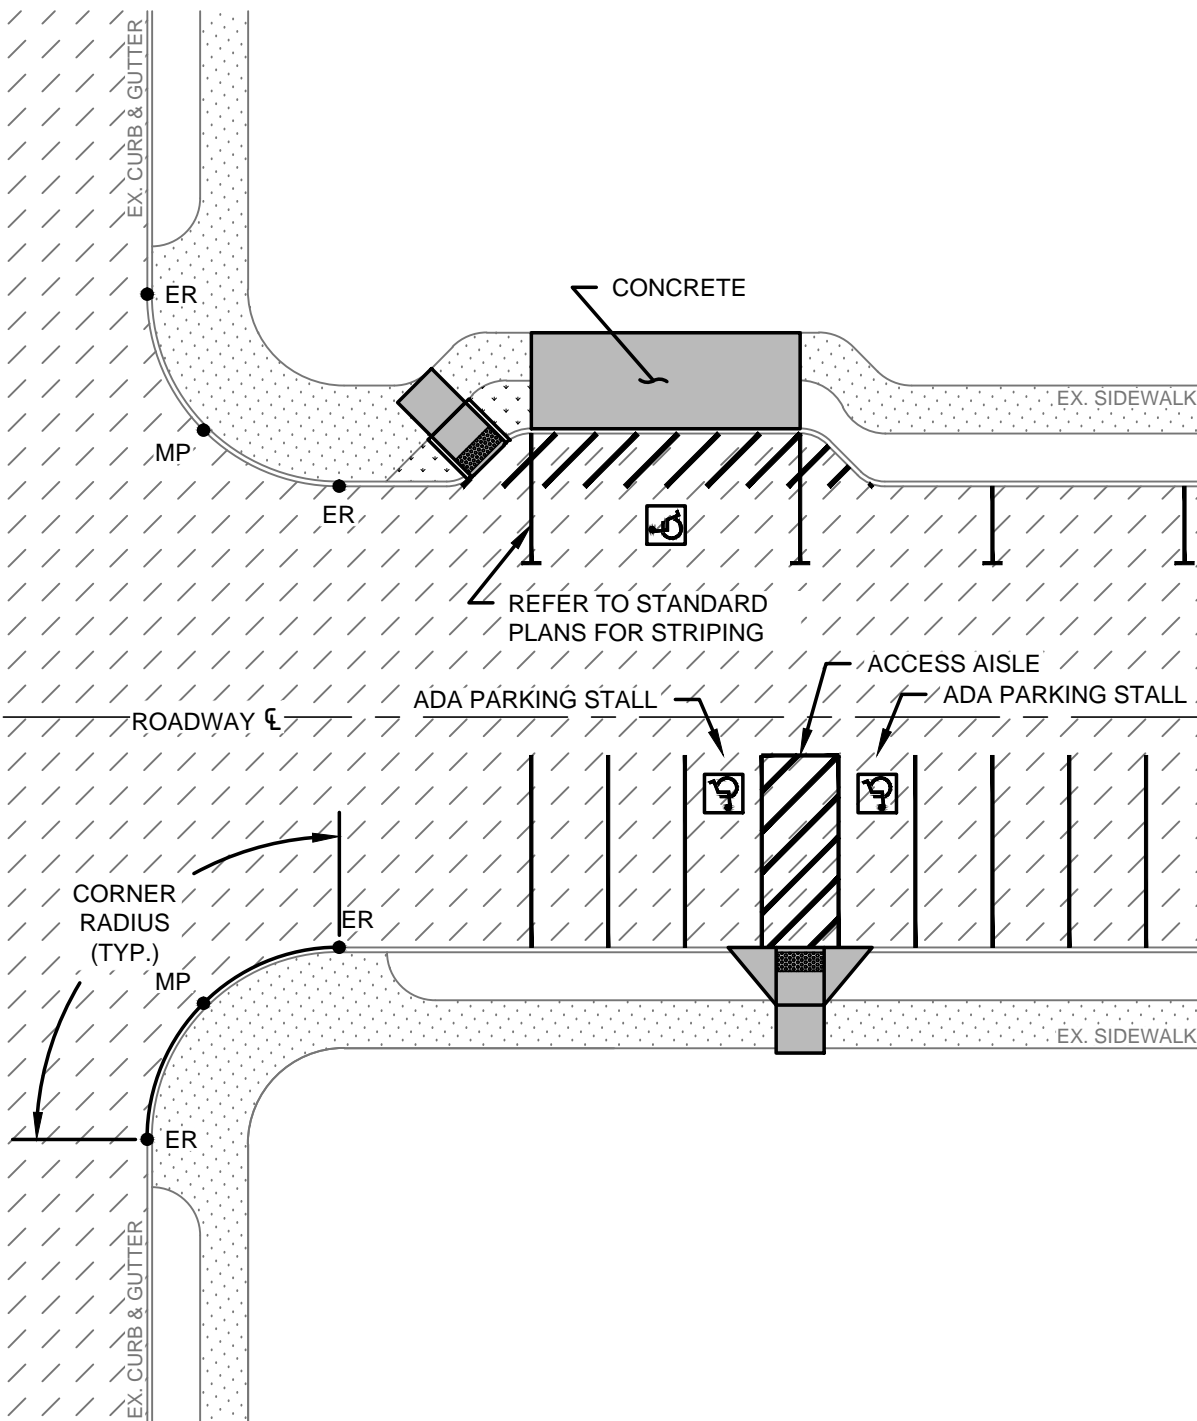 EX. CURB & GUTTER
ER
CONCRETE
EX. SIDEWALK
MP
ER
REFER TO STANDARD
PLANS FOR STRIPING
ACCESS AISLE
ADA PARKING STALL
ADA PARKING STALL
ROADWAY ℄
CORNER
RADIUS
(TYP.)
ER
MP
EX. SIDEWALK
ER
EX. CURB & GUTTER